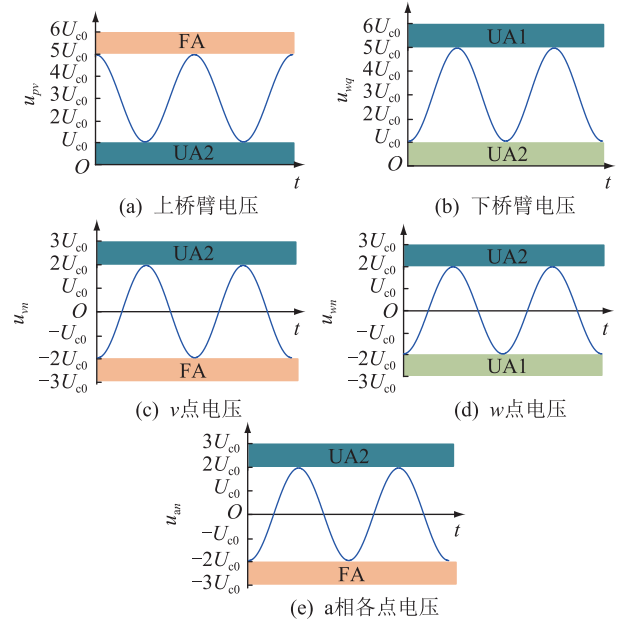 6U_c0
5U_c0
4U_c0
3U_c0
2U_c0
U_c0
O
u_pv
FA
UA2
t
(a) 上桥臂电压
6U_c0
5U_c0
4U_c0
3U_c0
2U_c0
U_c0
O
u_wq
UA1
UA2
t
(b) 下桥臂电压
3U_c0
2U_c0
U_c0
O
−U_c0
−2U_c0
−3U_c0
u_vn
UA2
FA
t
(c) v点电压
3U_c0
2U_c0
U_c0
O
−U_c0
−2U_c0
−3U_c0
u_wn
UA2
UA1
t
(d) w点电压
3U_c0
2U_c0
U_c0
O
−U_c0
−2U_c0
−3U_c0
u_an
UA2
FA
t
(e) a相各点电压